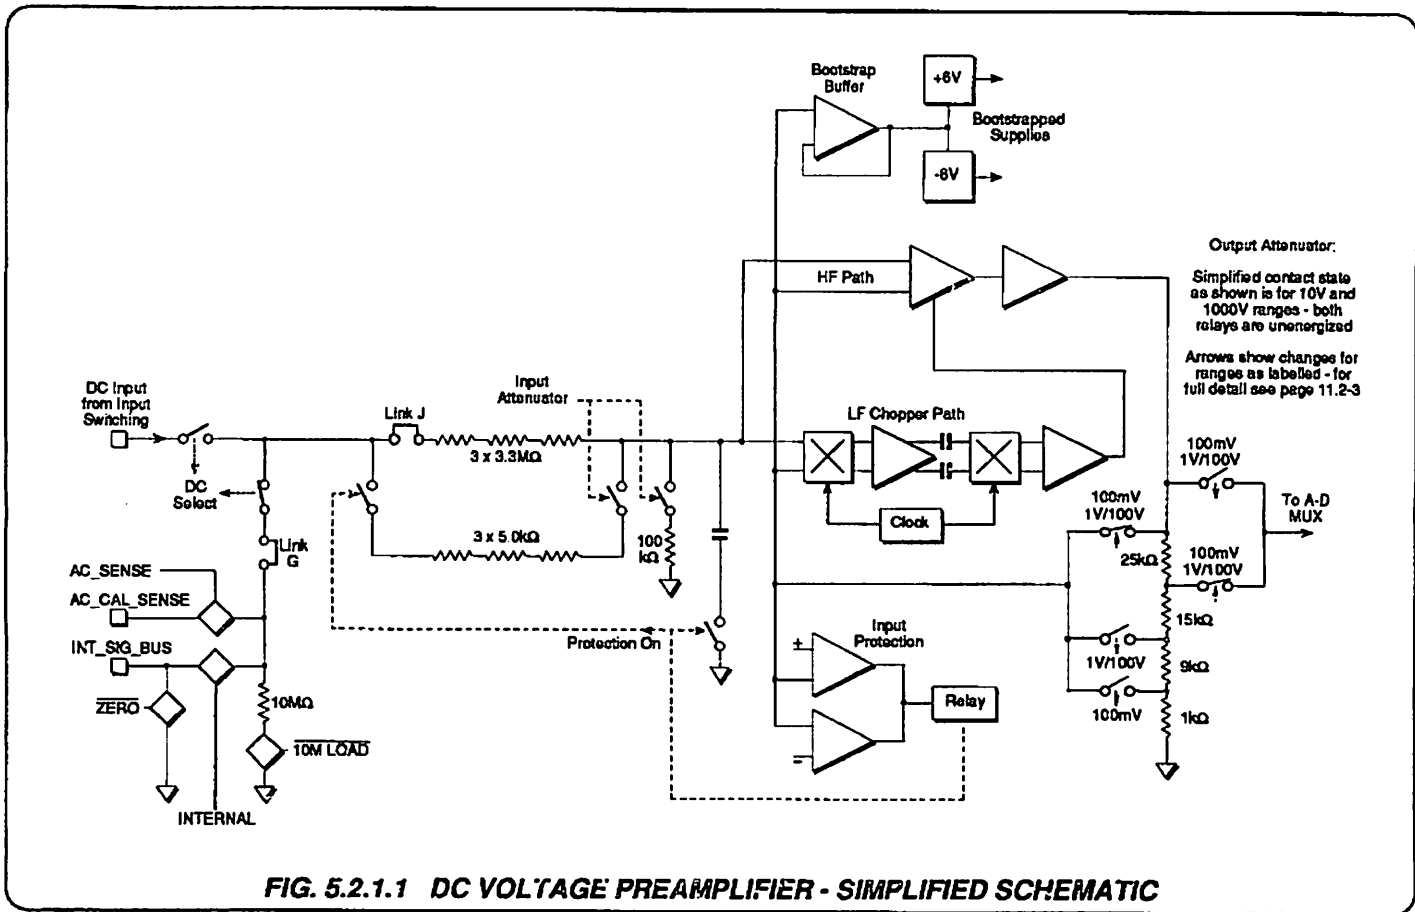 Bootstrap
Buffer
+6V
Bootstrapped
Supplies
-6V
Output Attenuator:
Simplified contact state
as shown is for 10V and
1000V ranges - both
relays are unenergized
Arrows show changes for
ranges as labelled - for
full detail see page 11.2-3
HF Path
DC Input
from Input
Switching
Input
Attenuator
Link J
3 x 3.3MΩ
LF Chopper Path
DC
Select
100mV
1V/100V
To A-D
MUX
100mV
1V/100V
Clock
25kΩ
100mV
1V/100V
3 x 5.0kΩ
100
kΩ
Link
G
AC_SENSE
AC_CAL_SENSE
INT_SIG_BUS
ZERO
10MΩ
10M LOAD
INTERNAL
Protection On
Input
Protection
+
-
Relay
15kΩ
1V/100V
9kΩ
100mV
1kΩ
FIG. 5.2.1.1 DC VOLTAGE PREAMPLIFIER - SIMPLIFIED SCHEMATIC